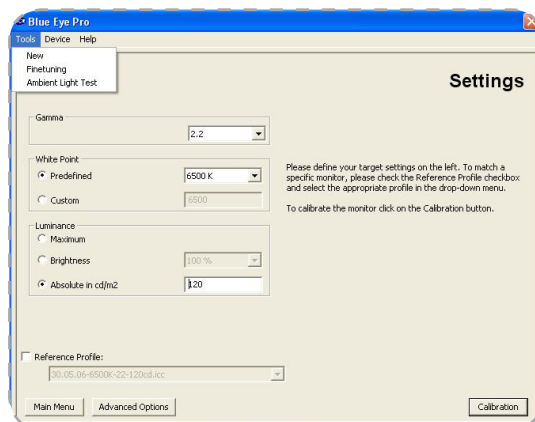 Blue Eye Pro
Tools Device Help
New
Finetuning
Ambient Light Test
Settings
Gamma
2.2
White Point
Predefined
6500 K
Custom
6500
Luminance
Maximum
Brightness
100 %
Absolute in cd/m2
120
Please define your target settings on the left. To match a
specific monitor, please check the Reference Profile checkbox
and select the appropriate profile in the drop-down menu.
To calibrate the monitor click on the Calibration button.
Reference Profile:
30.05.06-6500K-22-120cd.icc
Main Menu Advanced Options Calibration